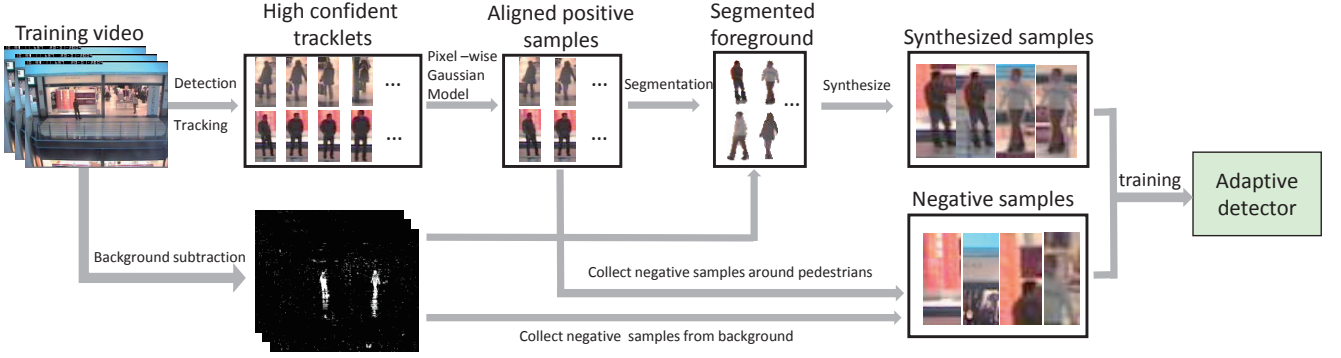 Training video
High confident
tracklets
Aligned positive
samples
Segmented
foreground
Synthesized samples
Detection
Tracking
...
...
Pixel –wise
Gaussian
Model
...
...
Segmentation
...
Synthesize
training
Adaptive
detector
Background subtraction
Negative samples
Collect negative samples around pedestrians
Collect negative samples from background